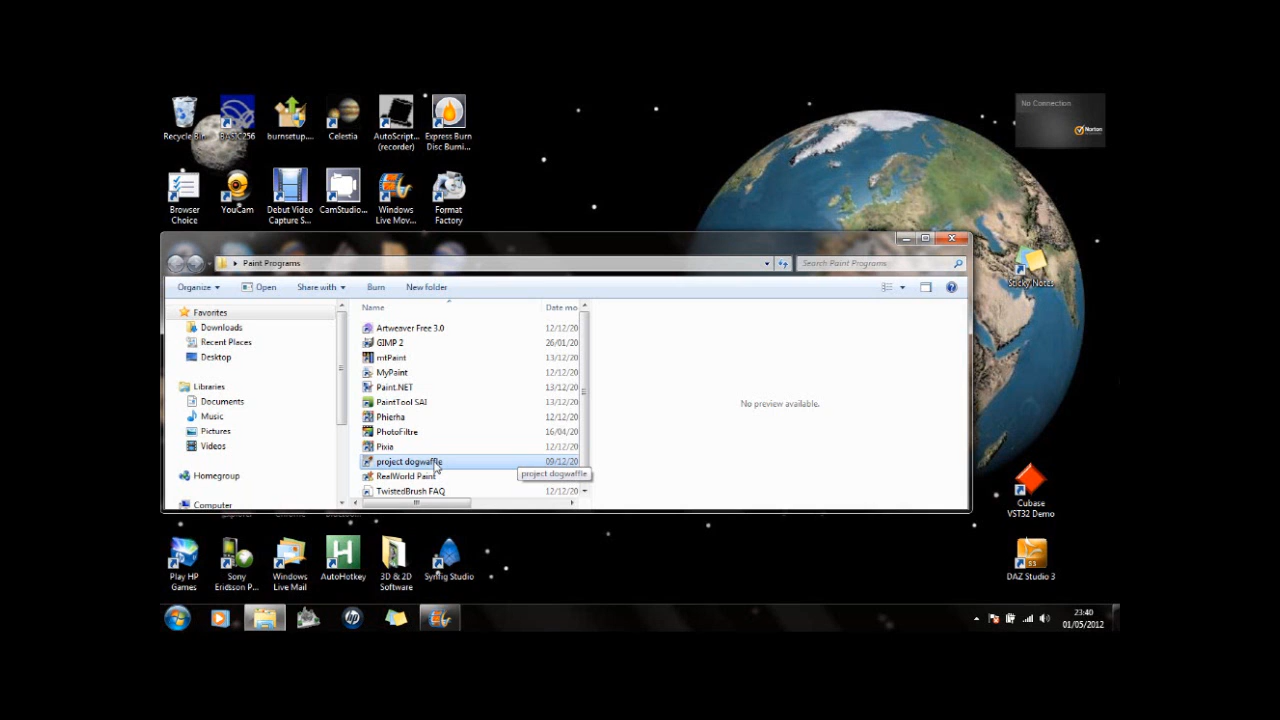 No Connection
Norton
Recycle Bin
BASIC256
burnsetup....
Celestia
AutoScript... (recorder)
Express Burn Disc Burni...
Browser Choice
YouCam
Debut Video Capture S...
CamStudio...
Windows Live Mov...
Format Factory
Paint Programs
Search Paint Programs
Organize
Open
Share with
Burn
New folder
Name
Date mo
Favorites
Downloads
Recent Places
Desktop
Libraries
Documents
Music
Pictures
Videos
Homegroup
Computer
Artweaver Free 3.0
12/12/20
GIMP 2
26/01/20
mtPaint
13/12/20
MyPaint
12/12/20
Paint.NET
13/12/20
PaintTool SAI
13/12/20
Phierha
12/12/20
PhotoFiltre
16/04/20
Pixia
12/12/20
project dogwaffle
09/12/20
RealWorld Paint
project dogwaffle
TwistedBrush FAQ
12/12/20
No preview available.
Sticky Notes
Cubase VST32 Demo
DAZ Studio 3
Play HP Games
Sony Ericsson P...
Windows Live Mail
AutoHotkey
3D & 2D Software
Synfig Studio
23:40
01/05/2012